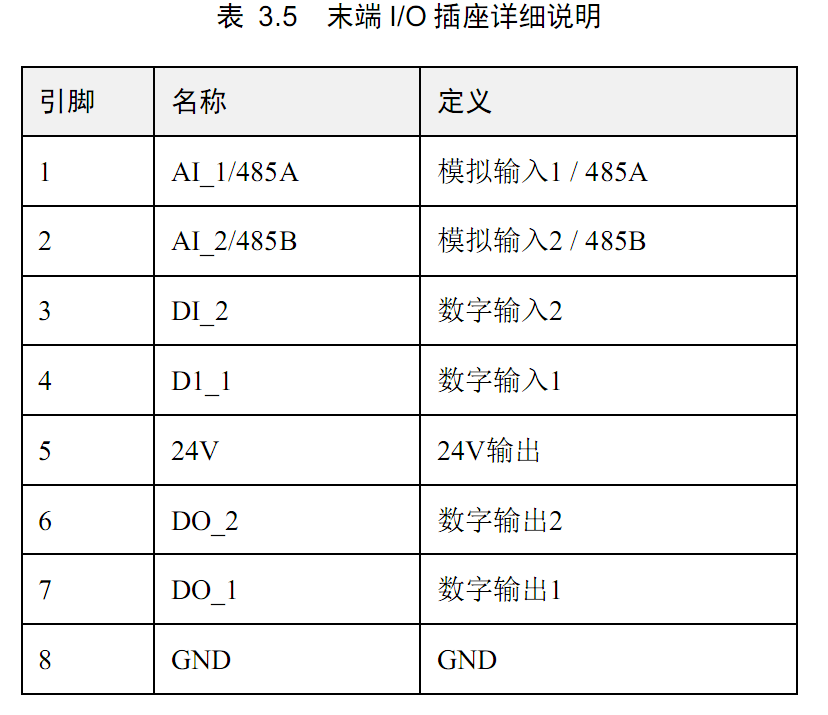 表 3.5 末端 I/O 插座详细说明
引脚 名称 定义
1 AI_1/485A 模拟输入1 / 485A
2 AI_2/485B 模拟输入2 / 485B
3 DI_2 数字输入2
4 D1_1 数字输入1
5 24V 24V输出
6 DO_2 数字输出2
7 DO_1 数字输出1
8 GND GND